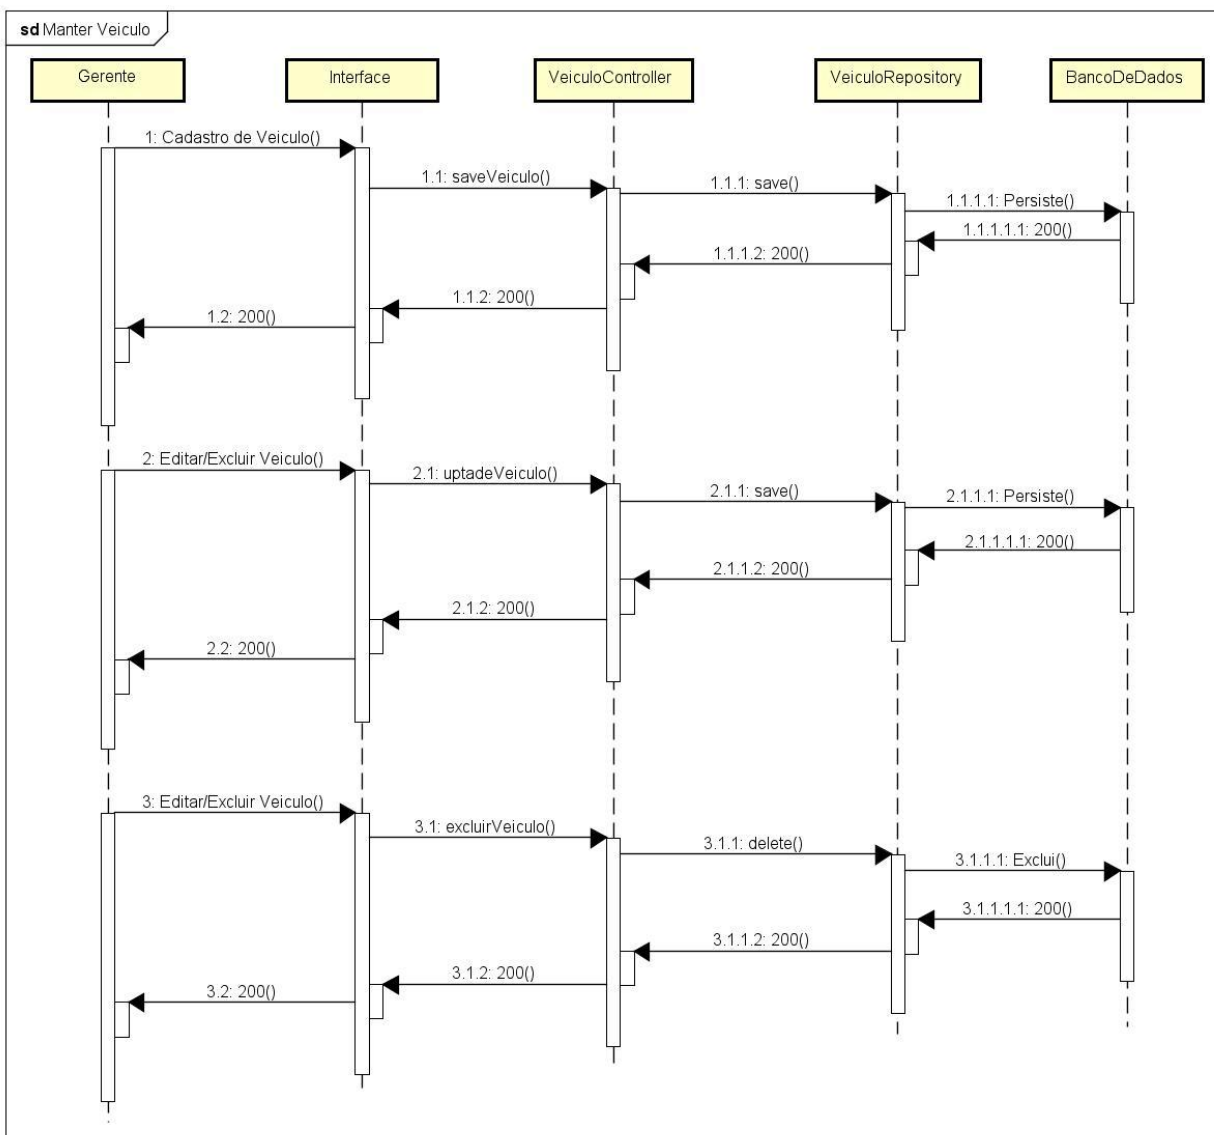 sd Manter Veiculo
Gerente
Interface
VeiculoController
VeiculoRepository
BancoDeDados
1: Cadastro de Veiculo()
1.1: saveVeiculo()
1.1.1: save()
1.1.1.1: Persiste()
1.1.1.1.1: 200()
1.1.1.2: 200()
1.1.2: 200()
1.2: 200()
2: Editar/Excluir Veiculo()
2.1: uptadeVeiculo()
2.1.1: save()
2.1.1.1: Persiste()
2.1.1.1.1: 200()
2.1.1.2: 200()
2.1.2: 200()
2.2: 200()
3: Editar/Excluir Veiculo()
3.1: excluirVeiculo()
3.1.1: delete()
3.1.1.1: Exclui()
3.1.1.1.1: 200()
3.1.1.2: 200()
3.1.2: 200()
3.2: 200()